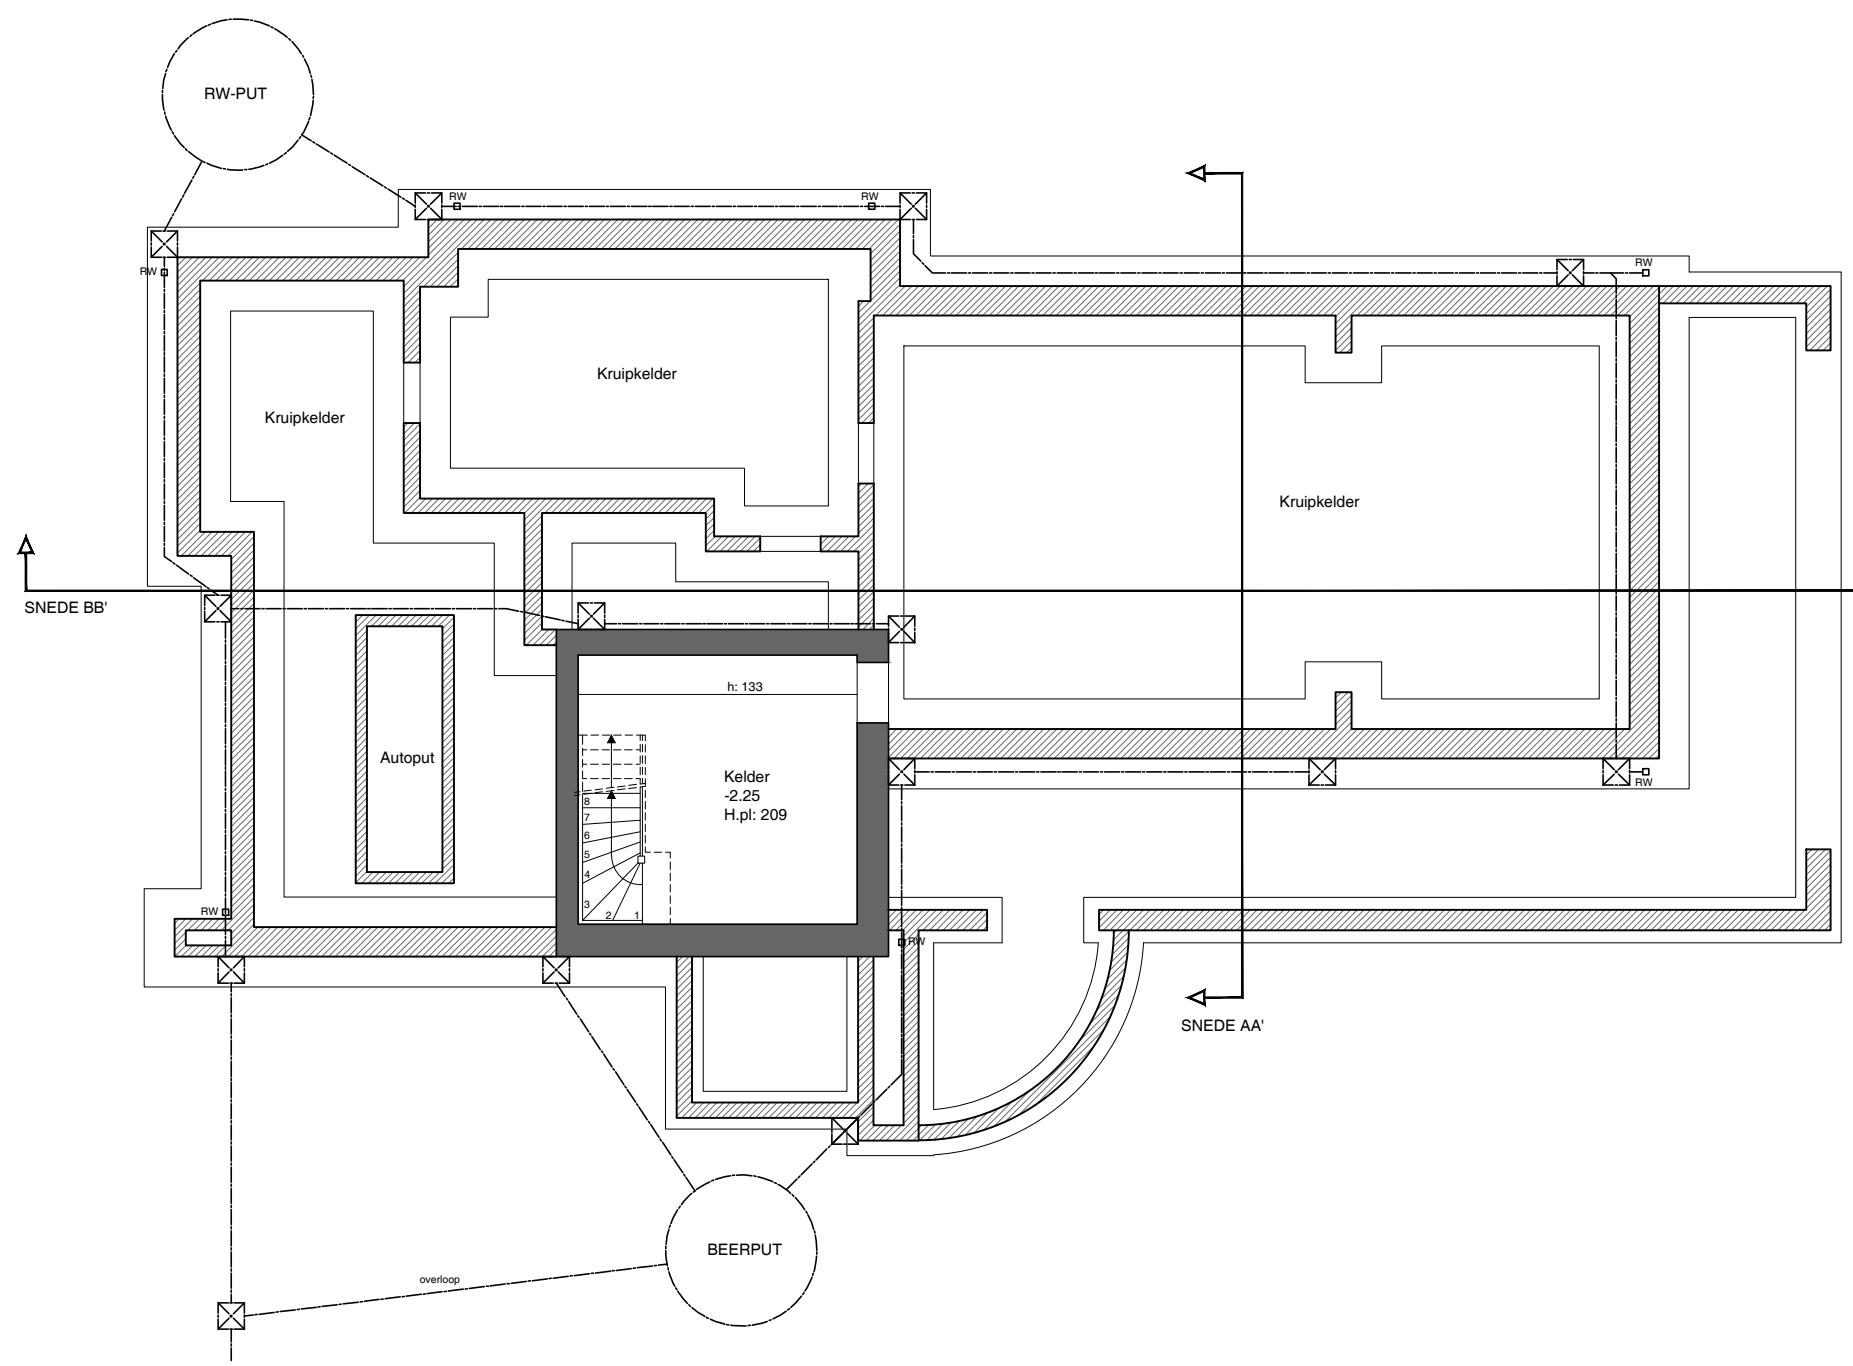 RW-PUT
RW
RW
RW
RW
Kruipkelder
Kruipkelder
Kruipkelder
SNEDE BB'
h: 133
Autoput
Kelder
-2.25
H.pl: 209
RW
8
7
6
5
4
3
2
1
RW
RW
SNEDE AA'
BEERPUT
overloop